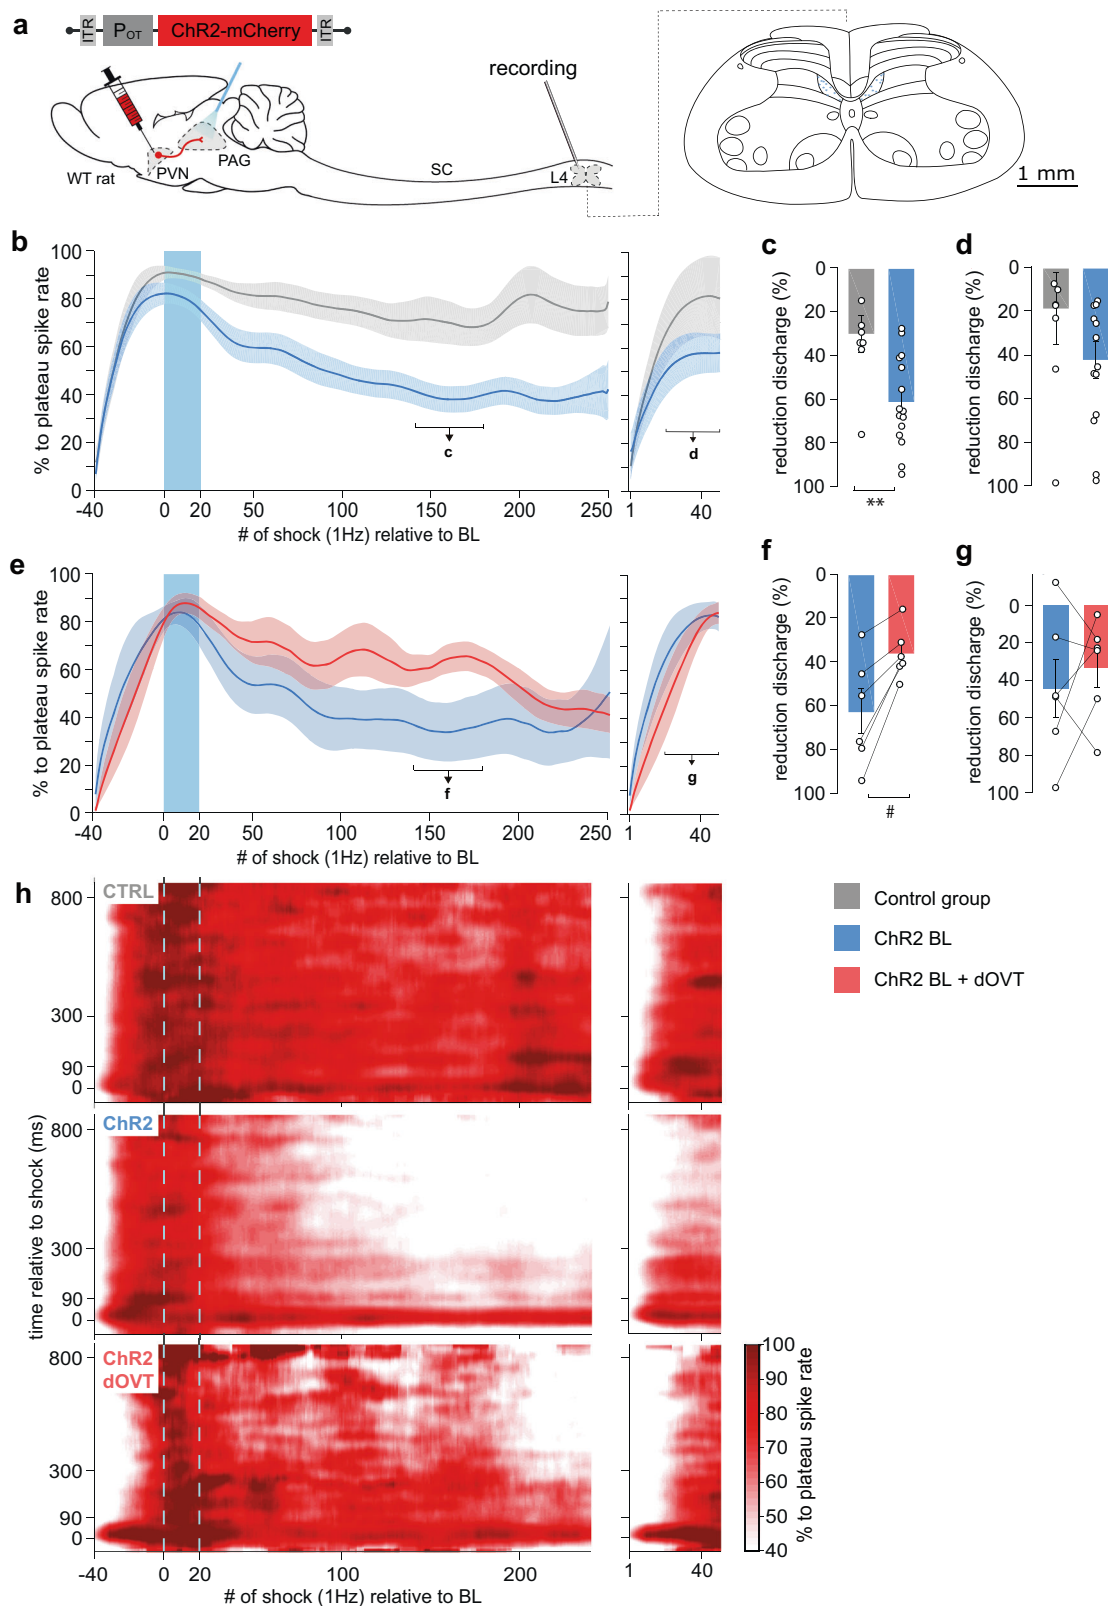 a
ITR
P_OT
ChR2-mCherry
ITR
recording
WT rat
PVN
PAG
SC
L4
1 mm
b
% to plateau spike rate
100
80
60
40
20
0
-40
0
20
50
100
150
200
250
1
40
c
d
# of shock (1Hz) relative to BL
c
reduction discharge (%)
0
20
40
60
80
100
**
d
reduction discharge (%)
0
20
40
60
80
100
e
% to plateau spike rate
100
80
60
40
20
0
-40
0
20
50
100
150
200
250
1
40
f
g
# of shock (1Hz) relative to BL
f
reduction discharge (%)
0
20
40
60
80
100
#
g
reduction discharge (%)
0
20
40
60
80
100
h
CTRL
800
300
90
0
ChR2
800
300
90
0
time relative to shock (ms)
ChR2
dOVT
800
300
90
0
-40
0
20
100
200
1
40
# of shock (1Hz) relative to BL
Control group
ChR2 BL
ChR2 BL + dOVT
100
90
80
70
60
50
40
% to plateau spike rate